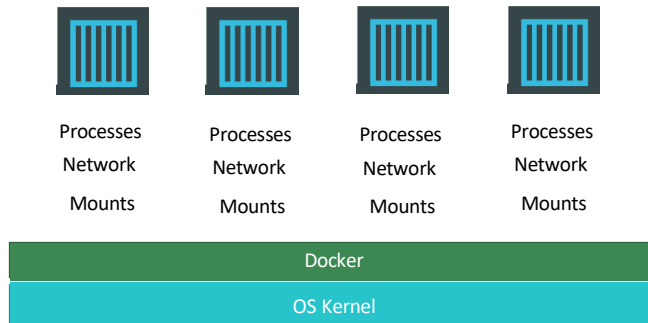 Processes Processes Processes Processes
Network Network Network Network
Mounts Mounts Mounts Mounts
Docker
OS Kernel